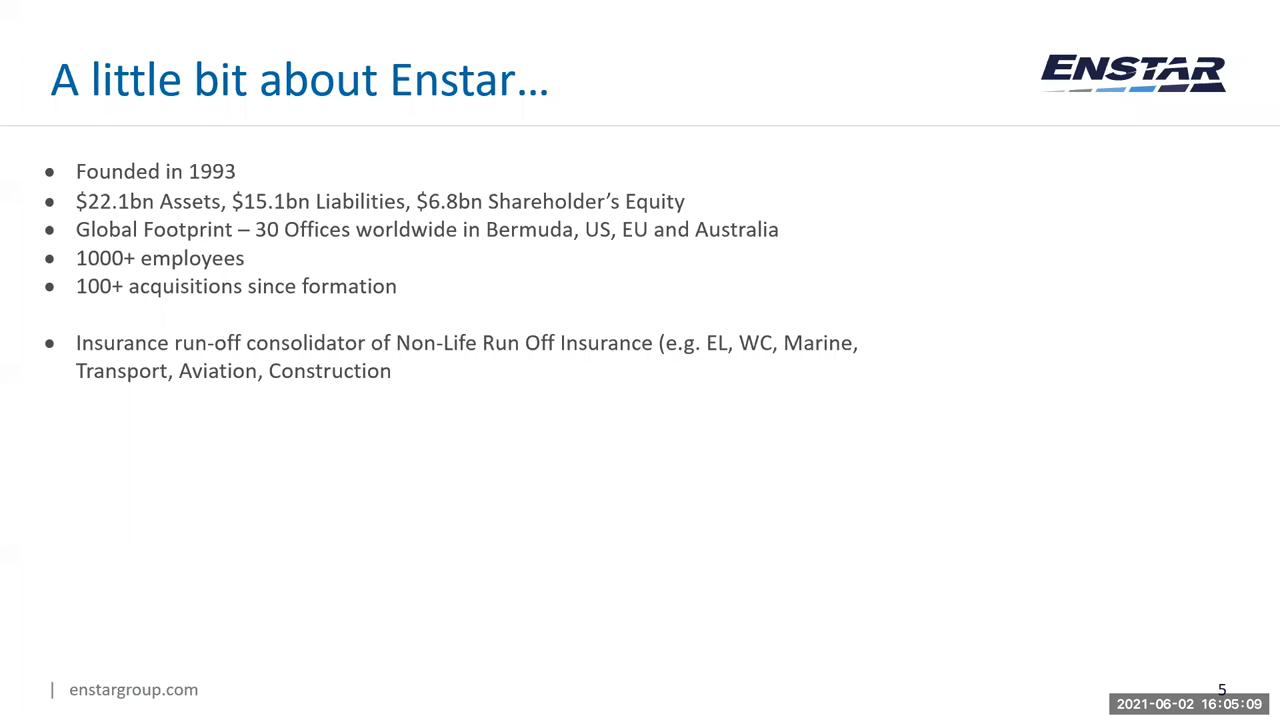 A little bit about Enstar…
ENSTAR
● Founded in 1993
● $22.1bn Assets, $15.1bn Liabilities, $6.8bn Shareholder’s Equity
● Global Footprint – 30 Offices worldwide in Bermuda, US, EU and Australia
● 1000+ employees
● 100+ acquisitions since formation
● Insurance run-off consolidator of Non-Life Run Off Insurance (e.g. EL, WC, Marine,
Transport, Aviation, Construction
| enstargroup.com
5
2021-06-02 16:05:09